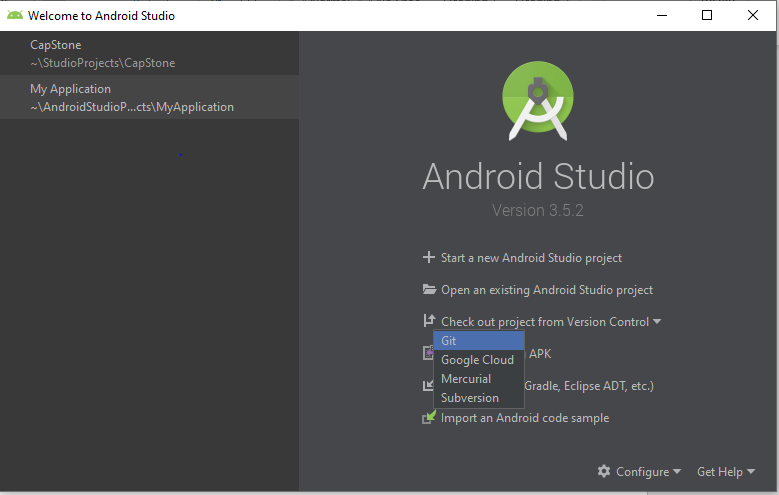 Welcome to Android Studio
CapStone
~\StudioProjects\CapStone
My Application
~\AndroidStudioP...cts\MyApplication
Android Studio
Version 3.5.2
Start a new Android Studio project
Open an existing Android Studio project
Check out project from Version Control
Git
Google Cloud
Mercurial
Subversion
APK
Gradle, Eclipse ADT, etc.)
Import an Android code sample
Configure
Get Help